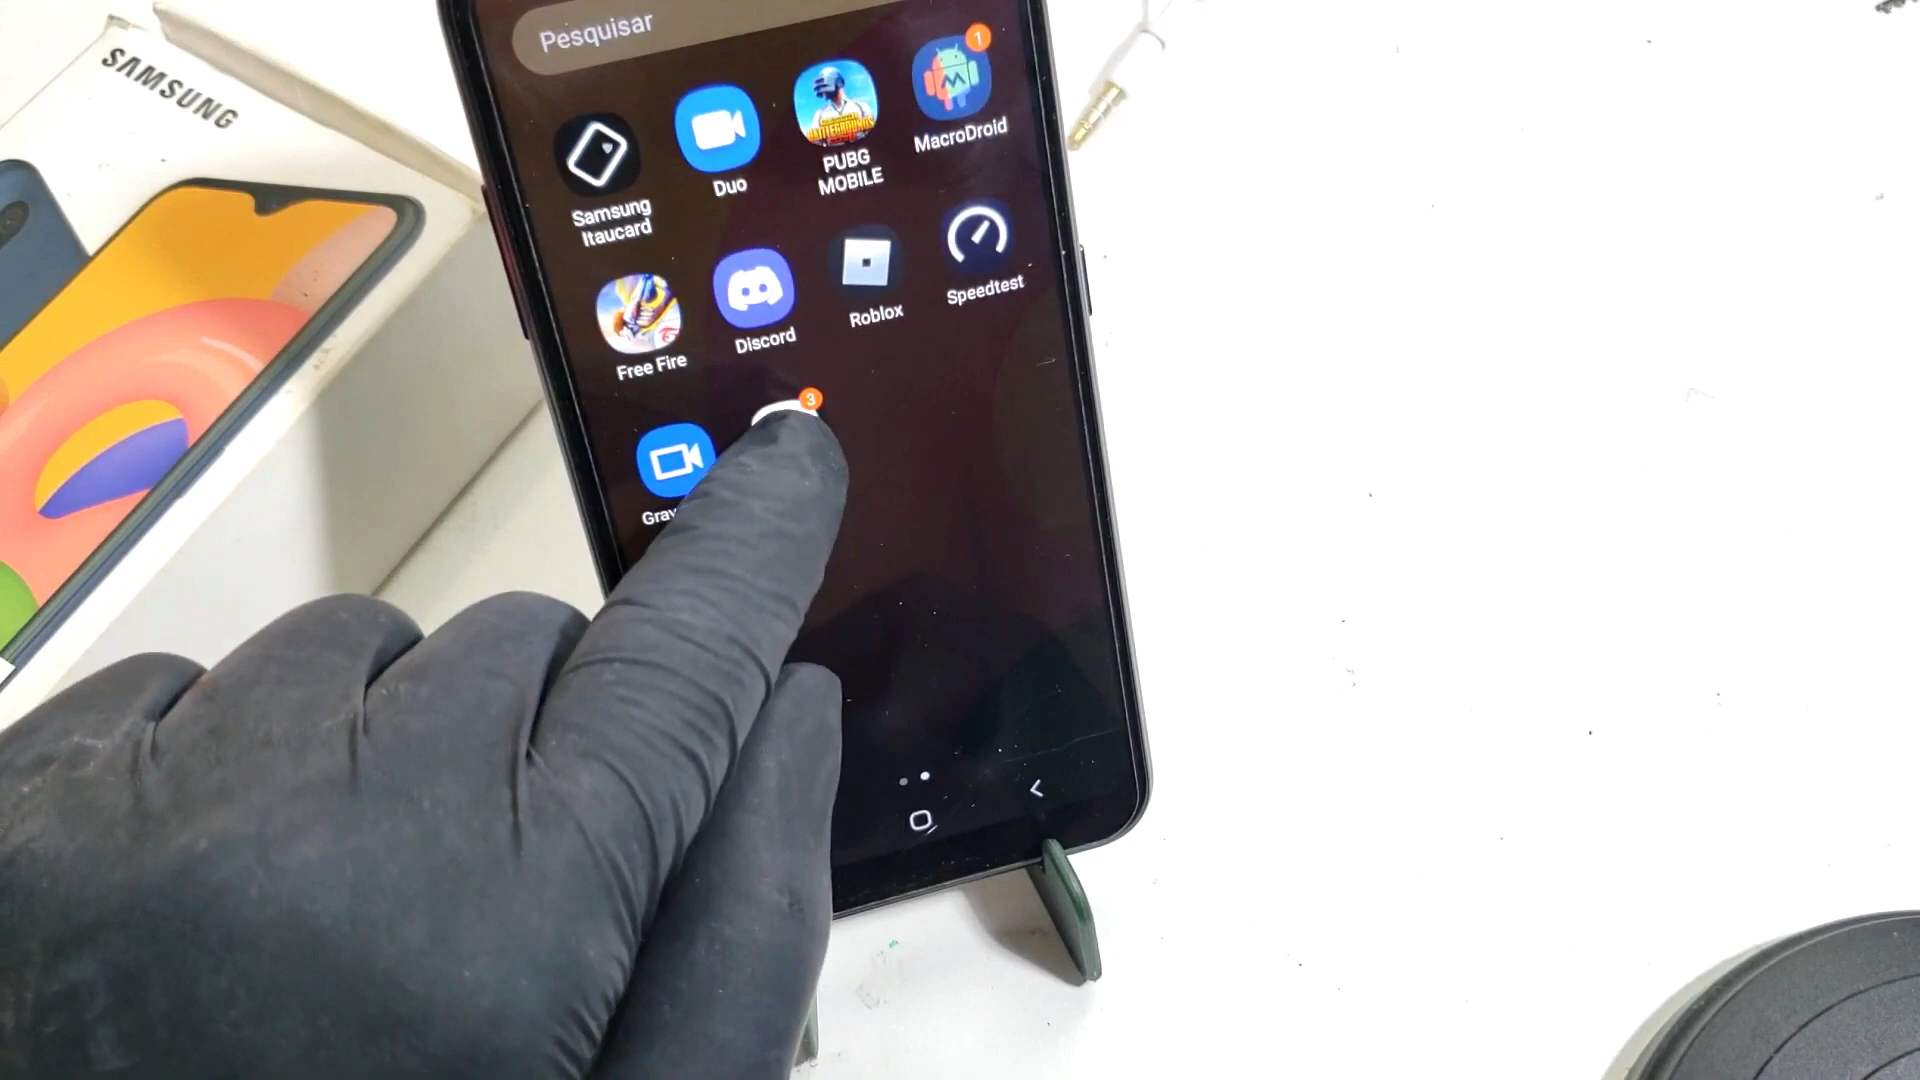 SAMSUNG
Pesquisar
1
Samsung
Itaucard
Duo
PUBG
MOBILE
MacroDroid
Free Fire
Discord
Roblox
Speedtest
3